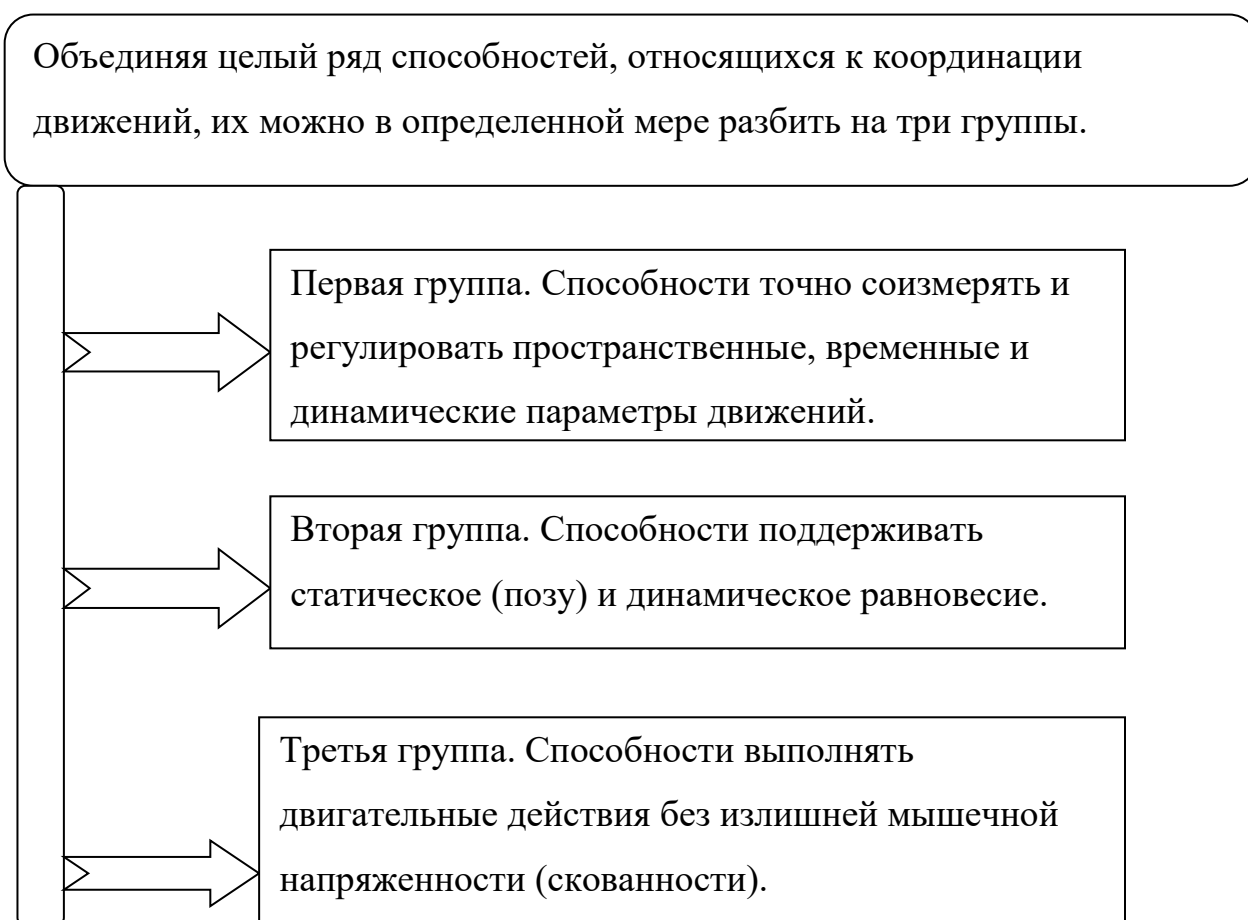 Объединяя целый ряд способностей, относящихся к координации
движений, их можно в определенной мере разбить на три группы.
Первая группа. Способности точно соизмерять и
регулировать пространственные, временные и
динамические параметры движений.
Вторая группа. Способности поддерживать
статическое (позу) и динамическое равновесие.
Третья группа. Способности выполнять
двигательные действия без излишней мышечной
напряженности (скованности).